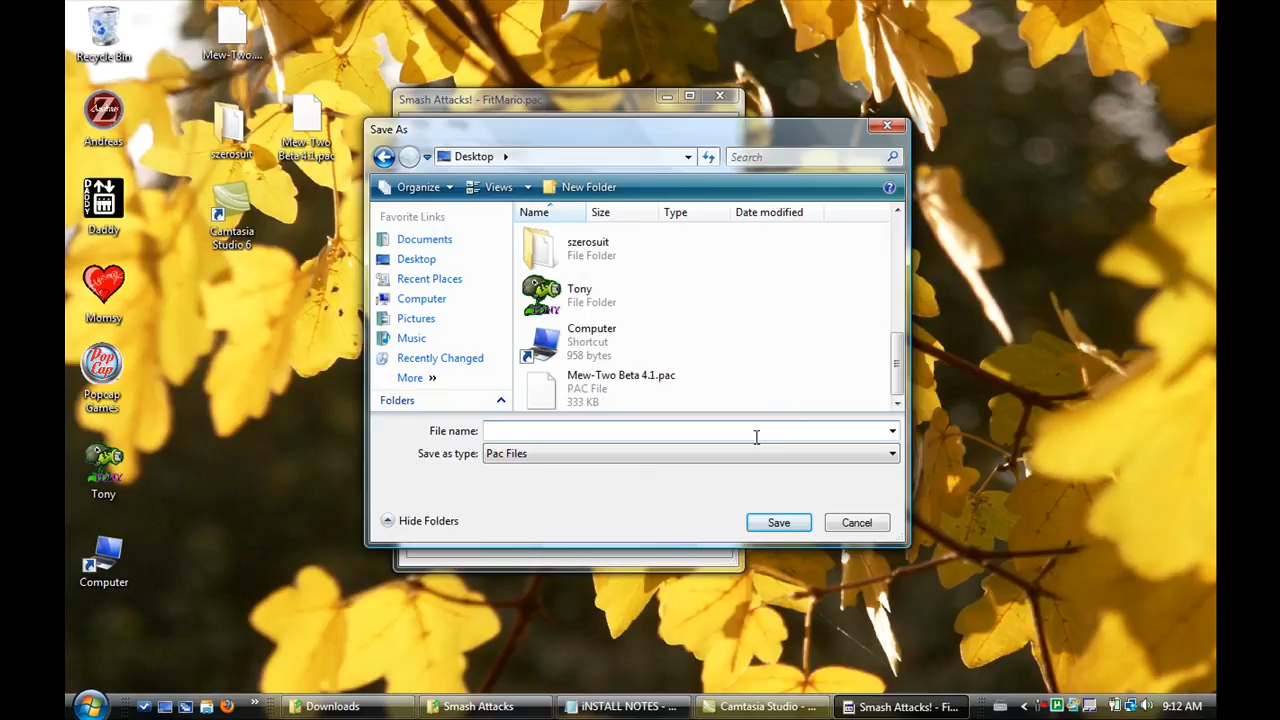 Recycle Bin
Mew-Two....
Andreas
szerosuit
Mew-Two
Beta 4.1.pac
Daddy
Camtasia
Studio 6
Momsy
Popcap
Games
Tony
Computer
Smash Attacks! - FitMario.pac
Save As
Desktop
Search
Organize
Views
New Folder
Favorite Links
Documents
Desktop
Recent Places
Computer
Pictures
Music
Recently Changed
More »
Folders
Name Size Type Date modified
szerosuit
File Folder
Tony
File Folder
Computer
Shortcut
958 bytes
Mew-Two Beta 4.1.pac
PAC File
333 KB
File name:
Save as type: Pac Files
Hide Folders
Save
Cancel
Downloads
Smash Attacks
iNSTALL NOTES - ...
Camtasia Studio - ...
Smash Attacks! - Fi...
9:12 AM